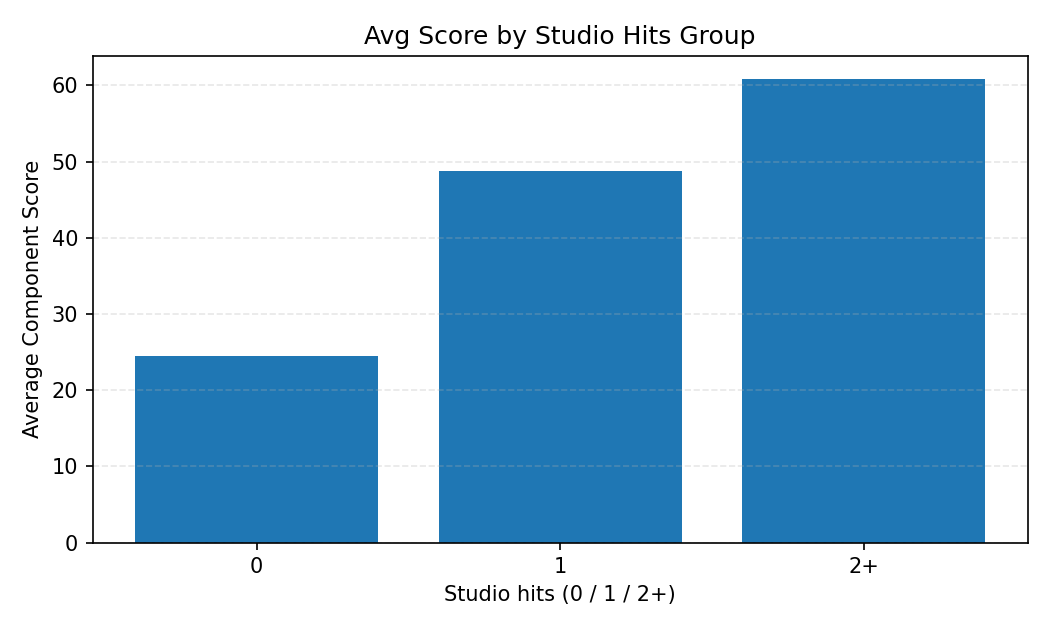 Avg Score by Studio Hits Group
Average Component Score
60
50
40
30
20
10
0
0 1 2+
Studio hits (0 / 1 / 2+)